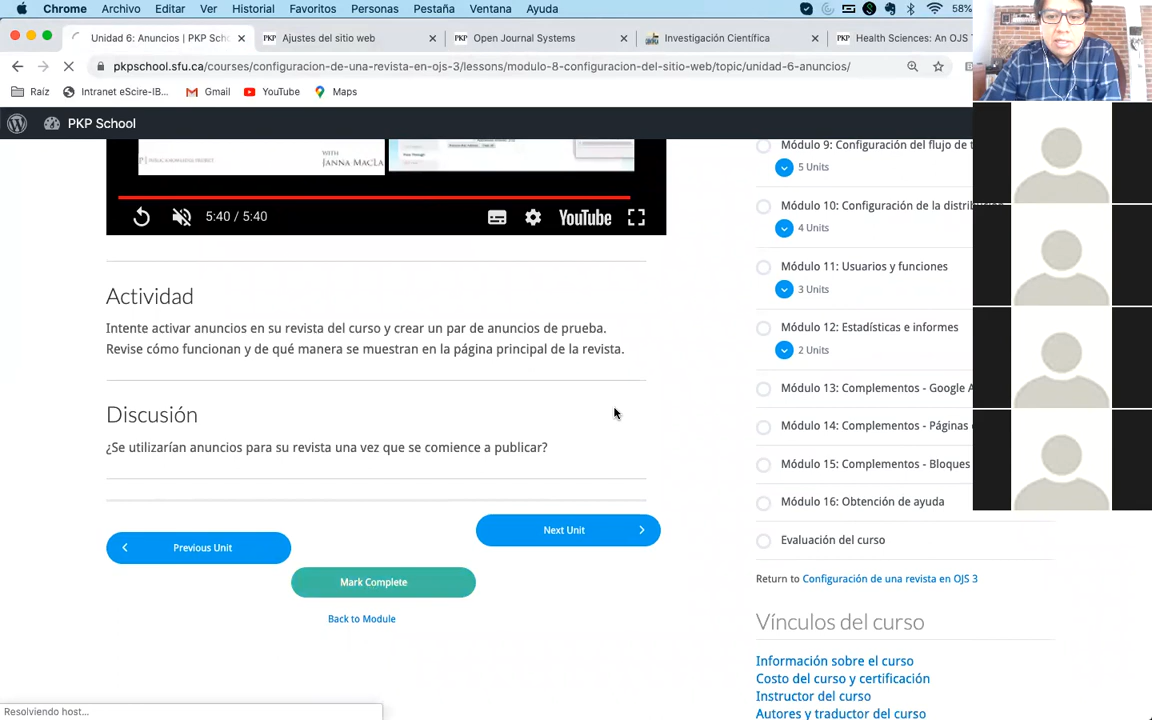 Chrome Archivo Editar Ver Historial Favoritos Personas Pestaña Ventana Ayuda 58%
Unidad 6: Anuncios | PKP Scho
Ajustes del sitio web
PKP Open Journal Systems
Investigación Científica
PKP Health Sciences: An OJS T
pkpschool.sfu.ca/courses/configuracion-de-una-revista-en-ojs-3/lessons/modulo-8-configuracion-del-sitio-web/topic/unidad-6-anuncios/
Raíz Intranet eScire-IB... Gmail YouTube Maps
PKP School
WITH
JANNA MACLA
5:40 / 5:40 YouTube
Actividad
Intente activar anuncios en su revista del curso y crear un par de anuncios de prueba.
Revise cómo funcionan y de qué manera se muestran en la página principal de la revista.
Discusión
¿Se utilizarían anuncios para su revista una vez que se comience a publicar?
Previous Unit
Next Unit
Mark Complete
Back to Module
Módulo 9: Configuración del flujo de t
5 Units
Módulo 10: Configuración de la distribución
4 Units
Módulo 11: Usuarios y funciones
3 Units
Módulo 12: Estadísticas e informes
2 Units
Módulo 13: Complementos - Google A
Módulo 14: Complementos - Páginas
Módulo 15: Complementos - Bloques
Módulo 16: Obtención de ayuda
Evaluación del curso
Return to Configuración de una revista en OJS 3
Vínculos del curso
Información sobre el curso
Costo del curso y certificación
Instructor del curso
Autores y traductor del curso
Resolviendo host...